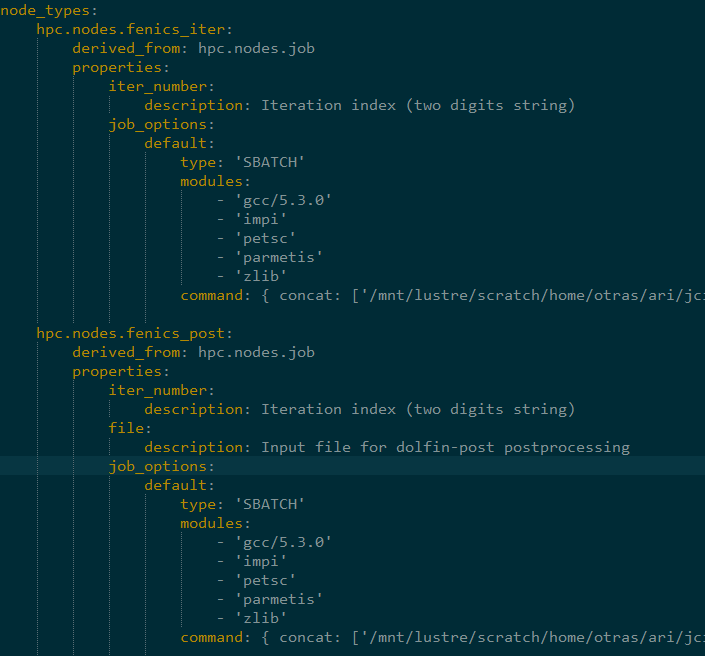 node_types:
    hpc.nodes.fenics_iter:
        derived_from: hpc.nodes.job
        properties:
            iter_number:
                description: Iteration index (two digits string)
            job_options:
                default:
                    type: 'SBATCH'
                    modules:
                        - 'gcc/5.3.0'
                        - 'impi'
                        - 'petsc'
                        - 'parmetis'
                        - 'zlib'
                    command: { concat: ['/mnt/lustre/scratch/home/otras/ari/jci
    hpc.nodes.fenics_post:
        derived_from: hpc.nodes.job
        properties:
            iter_number:
                description: Iteration index (two digits string)
            file:
                description: Input file for dolfin-post postprocessing
            job_options:
                default:
                    type: 'SBATCH'
                    modules:
                        - 'gcc/5.3.0'
                        - 'impi'
                        - 'petsc'
                        - 'parmetis'
                        - 'zlib'
                    command: { concat: ['/mnt/lustre/scratch/home/otras/ari/jci